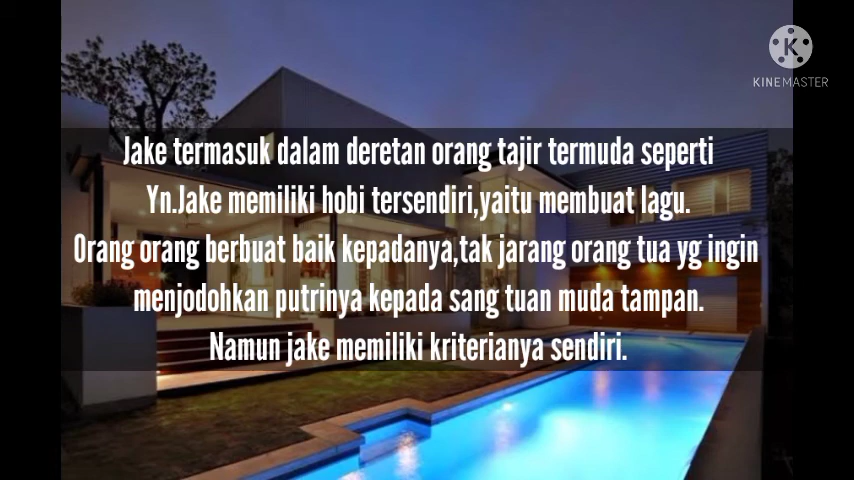 KINEMASTER
Jake termasuk dalam deretan orang tajir termuda seperti
Yn.Jake memiliki hobi tersendiri,yaitu membuat lagu.
Orang orang berbuat baik kepadanya,tak jarang orang tua yg ingin
menjodohkan putrinya kepada sang tuan muda tampan.
Namun jake memiliki kriterianya sendiri.